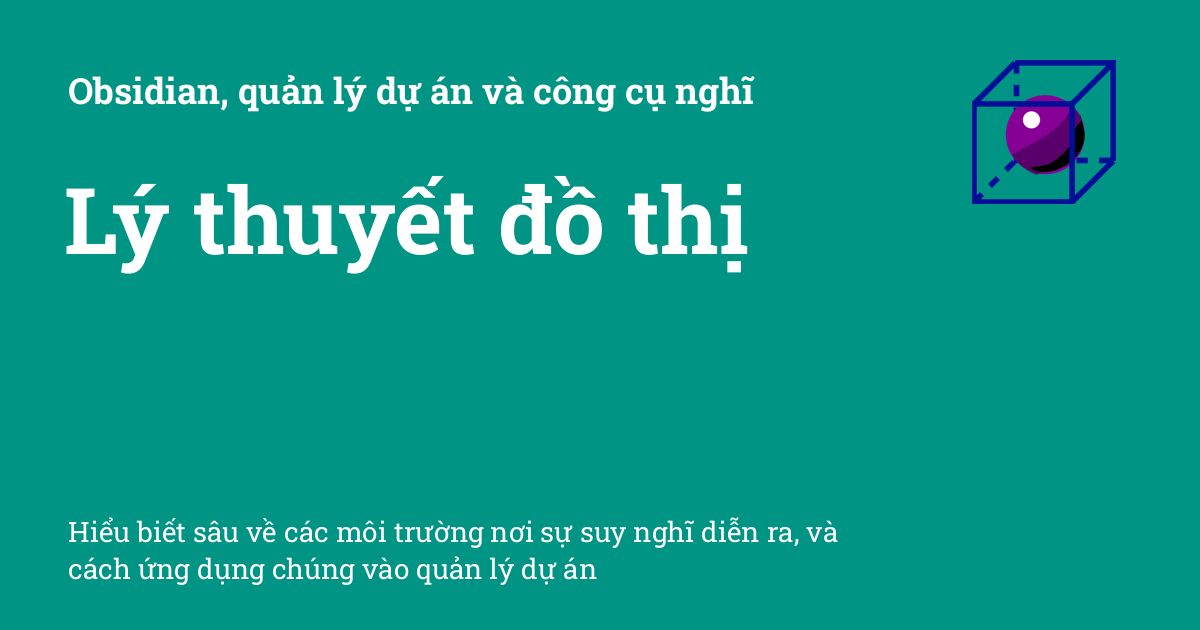 Obsidian, quản lý dự án và công cụ nghĩ
Lý thuyết đồ thị
Hiểu biết sâu về các môi trường nơi sự suy nghĩ diễn ra, và
cách ứng dụng chúng vào quản lý dự án